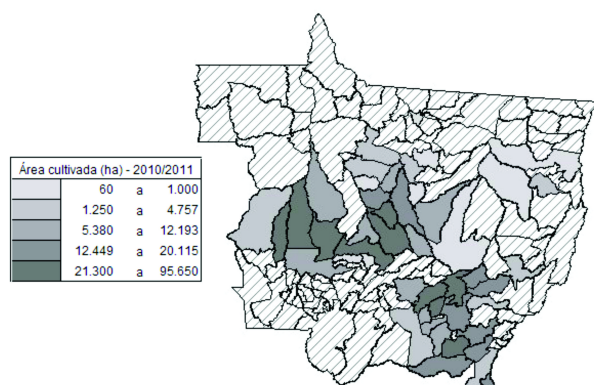 Área cultivada (ha) - 2010/2011
60 a 1.000
1.250 a 4.757
5.380 a 12.193
12.449 a 20.115
21.300 a 95.650